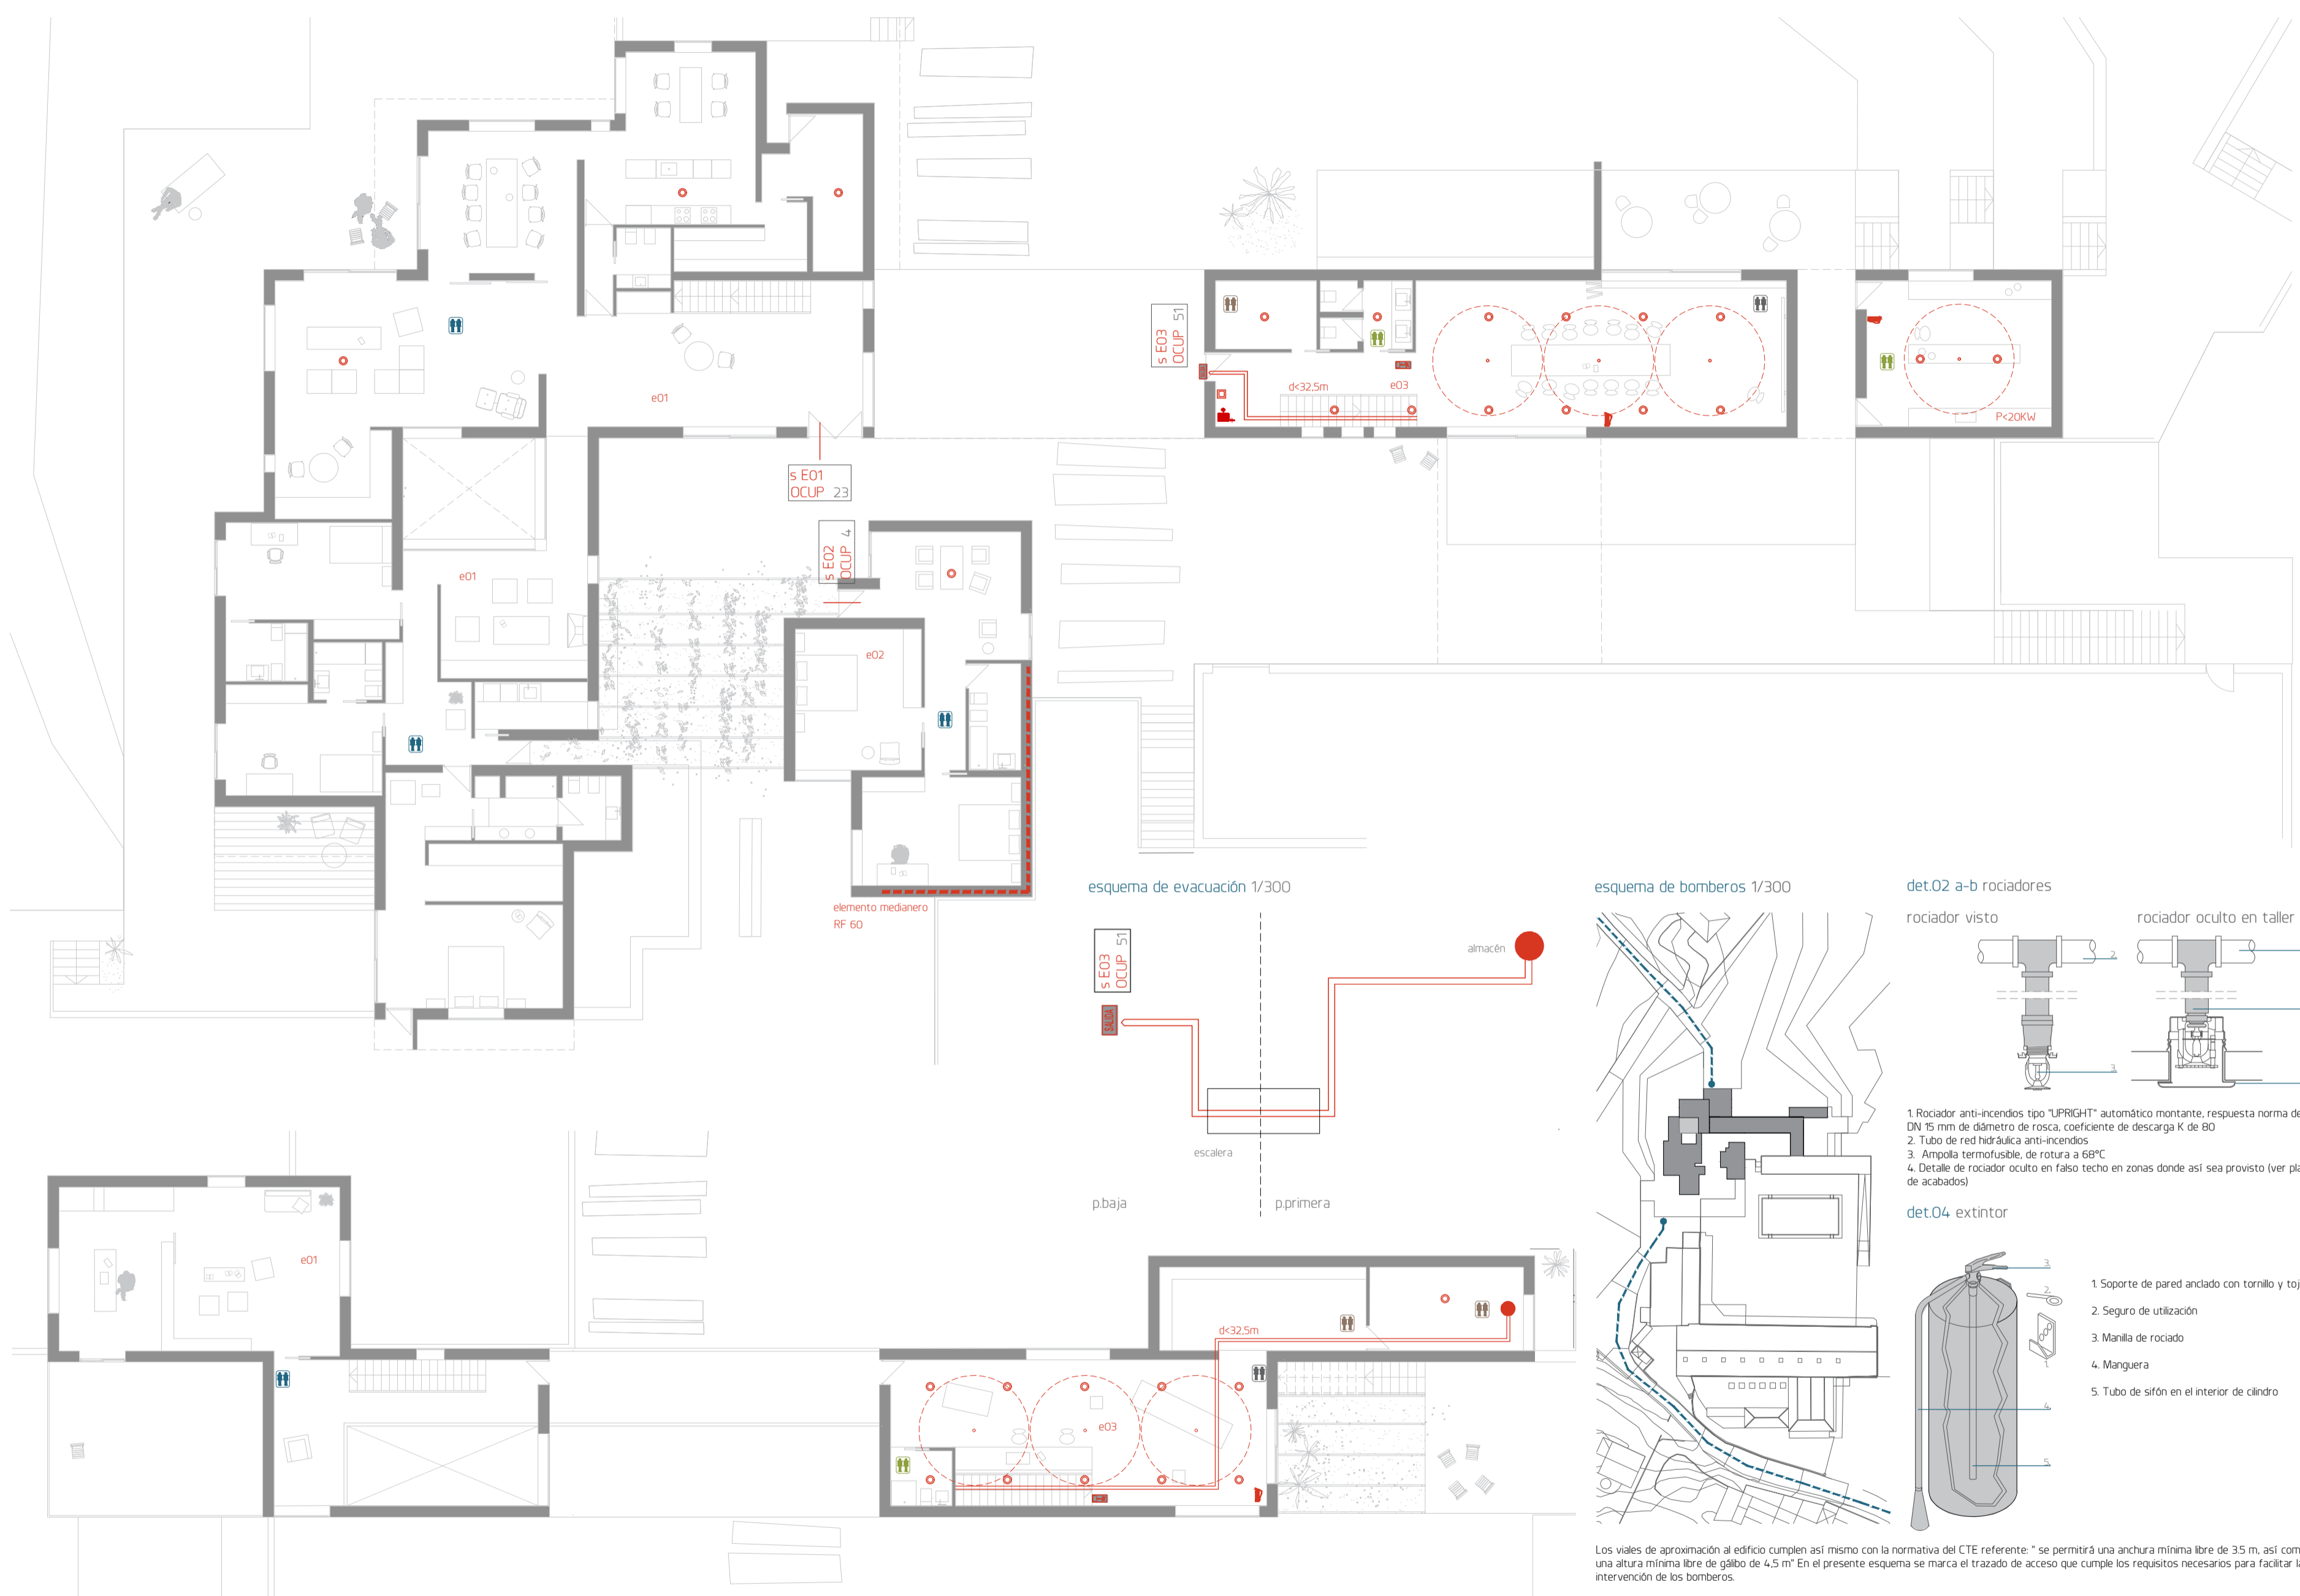 s E03
OCUP 51
d<32,5m
e03
P<20KW
e01
s E01
OCUP 23
s E02
OCUP 4
e01
e02
elemento medianero
RF 60
esquema de evacuación 1/300
s E03
OCUP 51
SALIDA
almacén
escalera
p.baja
p.primera
e01
d<32,5m
e03
esquema de bomberos 1/300
det.02 a-b rociadores
rociador visto
rociador oculto en taller
2
3
1. Rociador anti-incendios tipo "UPRIGHT" automático montante, respuesta norma de
DN 15 mm de diámetro de rosca, coeficiente de descarga K de 80
2. Tubo de red hidráulica anti-incendios
3. Ampolla termofusible, de rotura a 68ºC
4. Detalle de rociador oculto en falso techo en zonas donde así sea provisto (ver pla
de acabados)
det.04 extintor
3.
2.
1.
4.
5.
1. Soporte de pared anclado con tornillo y toj
2. Seguro de utilización
3. Manilla de rociado
4. Manguera
5. Tubo de sifón en el interior de cilindro
Los viales de aproximación al edificio cumplen así mismo con la normativa del CTE referente: " se permitirá una anchura mínima libre de 3.5 m, así com
una altura mínima libre de gálibo de 4,5 m" En el presente esquema se marca el trazado de acceso que cumple los requisitos necesarios para facilitar la
intervención de los bomberos.